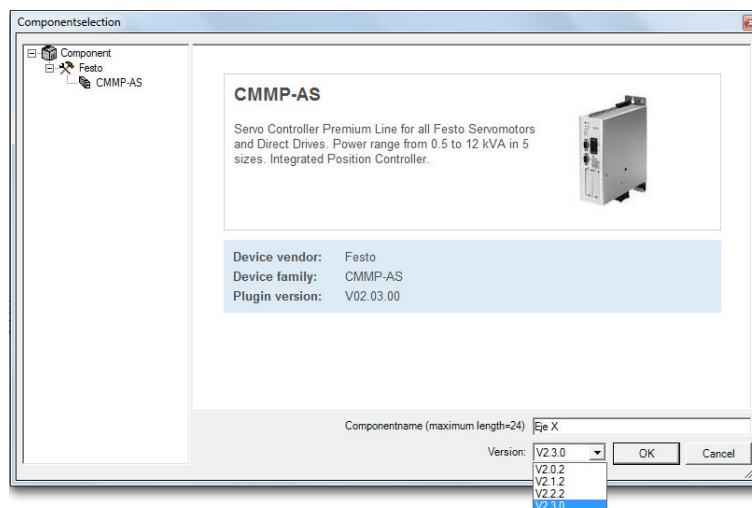 Componentselection
Component
Festo
CMMP-AS
CMMP-AS
Servo Controller Premium Line for all Festo Servomotors
and Direct Drives. Power range from 0.5 to 12 kVA in 5
sizes. Integrated Position Controller.
Device vendor: Festo
Device family: CMMP-AS
Plugin version: V02.03.00
Componentname (maximum length=24) Eje X
Version: V2.3.0 OK Cancel
V2.0.2
V2.1.2
V2.2.2
V2.3.0